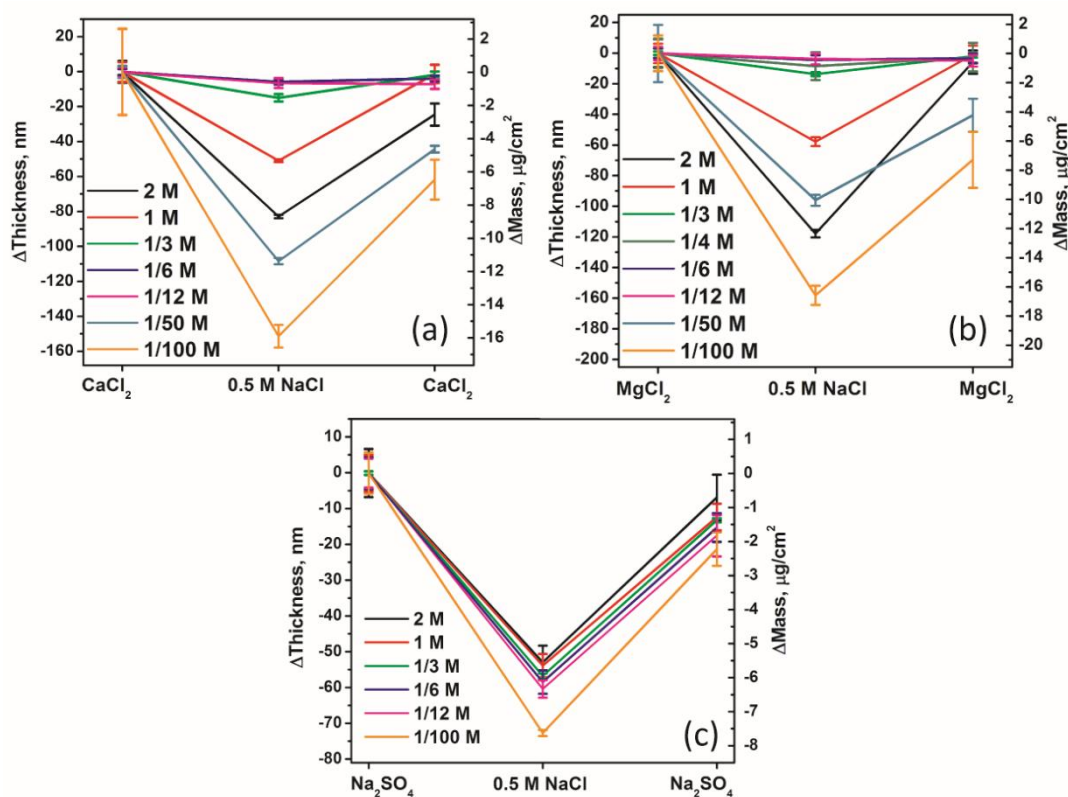 20
0
-20
-40
-60
-80
-100
-120
-140
-160
ΔThickness, nm
2 M
1 M
1/3 M
1/6 M
1/12 M
1/50 M
1/100 M
(a)
2
0
-2
-4
-6
-8
-10
-12
-14
-16
ΔMass, μg/cm²
CaCl₂
0.5 M NaCl
CaCl₂
20
0
-20
-40
-60
-80
-100
-120
-140
-160
-180
-200
ΔThickness, nm
2 M
1 M
1/3 M
1/4 M
1/6 M
1/12 M
1/50 M
1/100 M
(b)
2
0
-2
-4
-6
-8
-10
-12
-14
-16
-18
-20
ΔMass, μg/cm²
MgCl₂
0.5 M NaCl
MgCl₂
10
0
-10
-20
-30
-40
-50
-60
-70
-80
ΔThickness, nm
2 M
1 M
1/3 M
1/6 M
1/12 M
1/100 M
(c)
1
0
-1
-2
-3
-4
-5
-6
-7
-8
ΔMass, μg/cm²
Na₂SO₄
0.5 M NaCl
Na₂SO₄